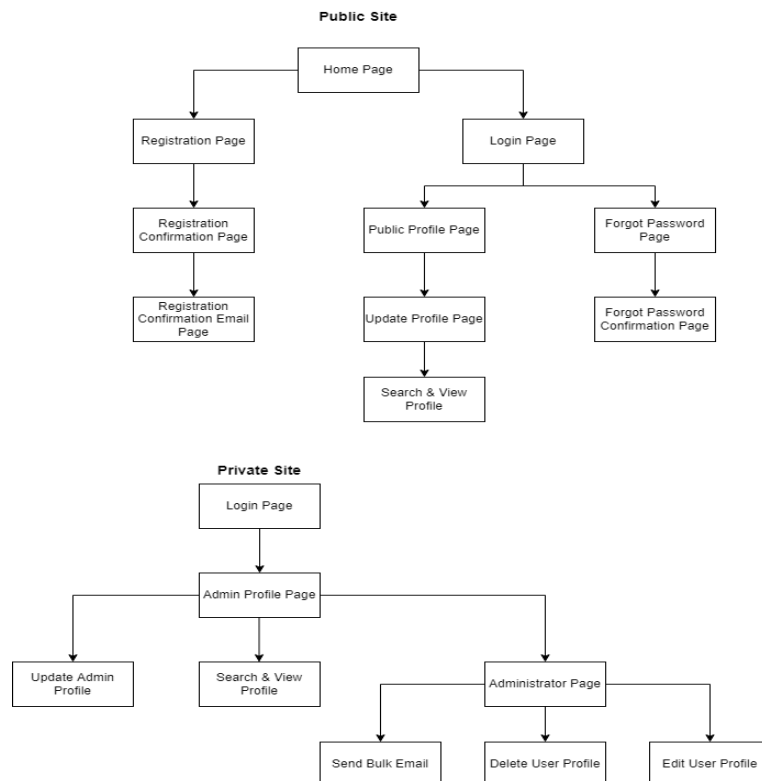 Public Site
Home Page
Registration Page
Login Page
Registration
Confirmation Page
Public Profile Page
Forgot Password
Page
Registration
Confirmation Email
Page
Update Profile Page
Forgot Password
Confirmation Page
Search & View
Profile
Private Site
Login Page
Admin Profile Page
Update Admin
Profile
Search & View
Profile
Administrator Page
Send Bulk Email
Delete User Profile
Edit User Profile